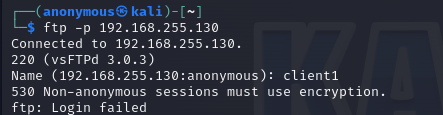 ┌──(anonymous㉿kali)-[~]
└─$ ftp -p 192.168.255.130
Connected to 192.168.255.130.
220 (vsFTPd 3.0.3)
Name (192.168.255.130:anonymous): client1
530 Non-anonymous sessions must use encryption.
ftp: Login failed